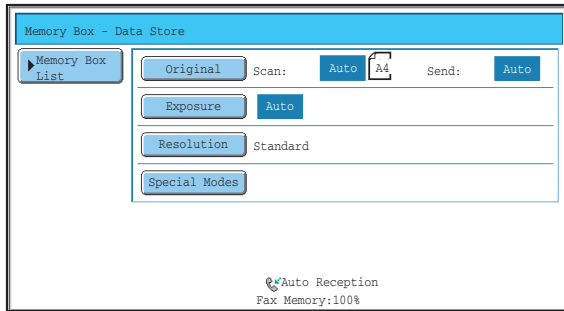 Memory Box - Data Store
Memory Box
List
Original Scan: Auto A4 Send: Auto
Exposure Auto
Resolution Standard
Special Modes
Auto Reception
Fax Memory:100%